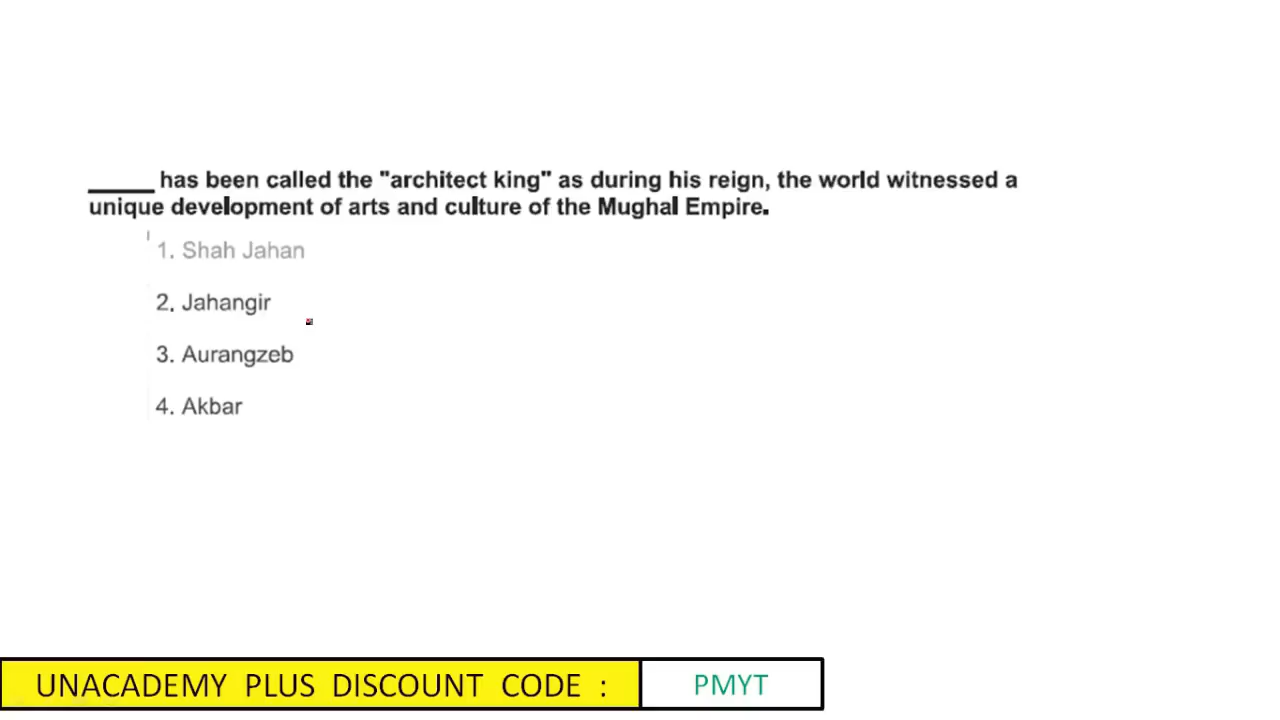 _____ has been called the "architect king" as during his reign, the world witnessed a
unique development of arts and culture of the Mughal Empire.
1. Shah Jahan
2. Jahangir
3. Aurangzeb
4. Akbar
UNACADEMY PLUS DISCOUNT CODE : PMYT